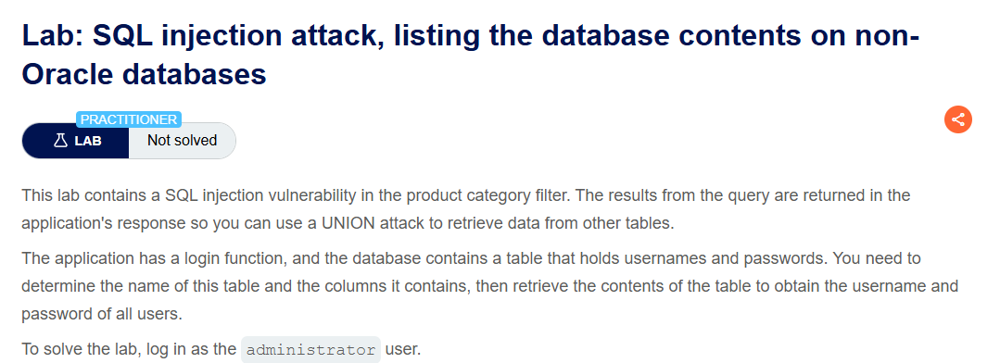 Lab: SQL injection attack, listing the database contents on non-
Oracle databases
PRACTITIONER
LAB Not solved
This lab contains a SQL injection vulnerability in the product category filter. The results from the query are returned in the
application's response so you can use a UNION attack to retrieve data from other tables.
The application has a login function, and the database contains a table that holds usernames and passwords. You need to
determine the name of this table and the columns it contains, then retrieve the contents of the table to obtain the username and
password of all users.
To solve the lab, log in as the administrator user.